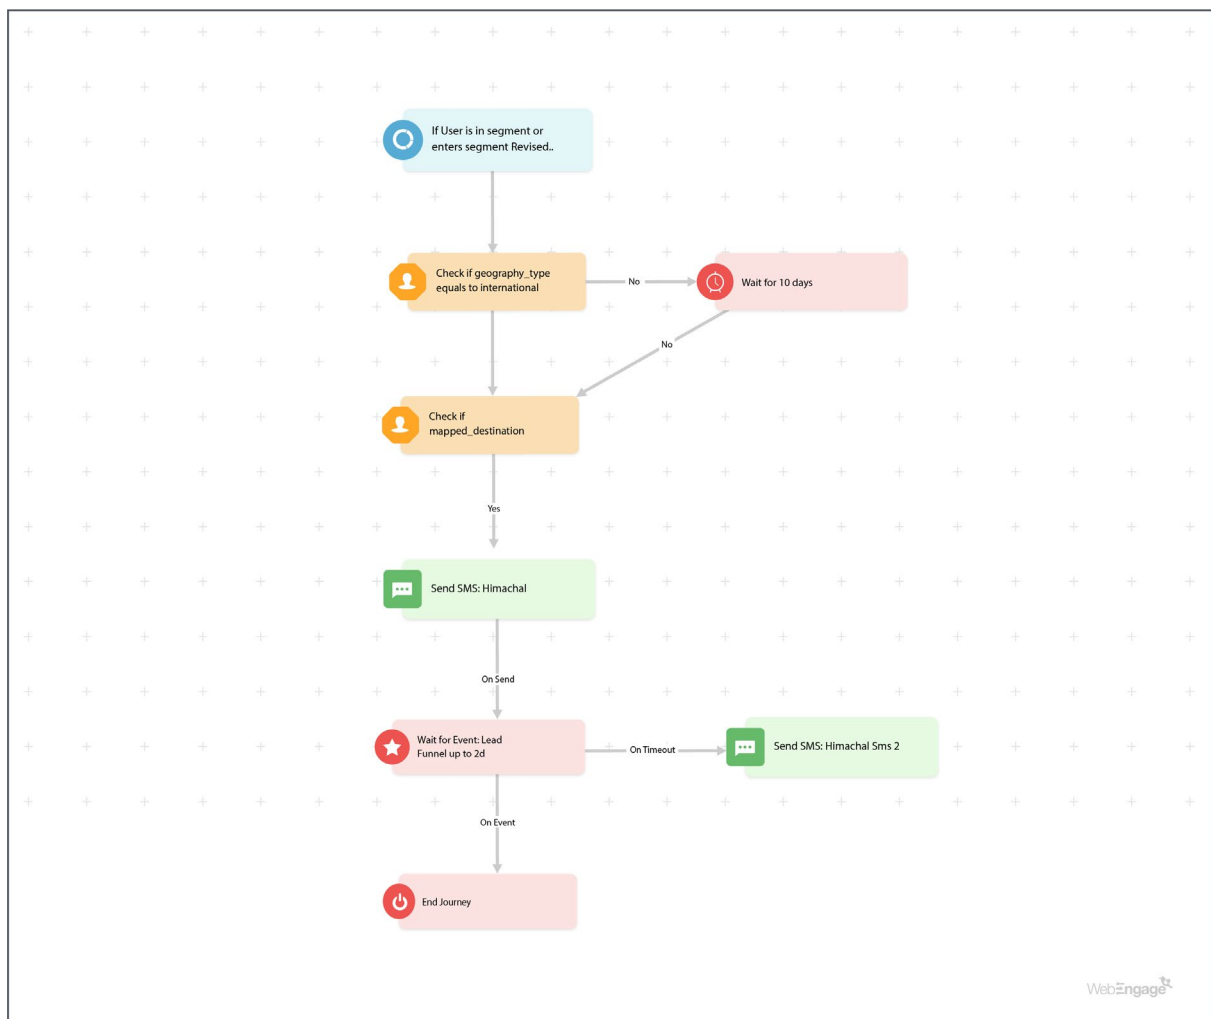 If User is in segment or
enters segment Revised..
Check if geography_type
equals to international
No
Wait for 10 days
No
Check if
mapped_destination
Yes
Send SMS: Himachal
On Send
Wait for Event: Lead
Funnel up to 2d
On Timeout
Send SMS: Himachal Sms 2
On Event
End Journey
WebEngage